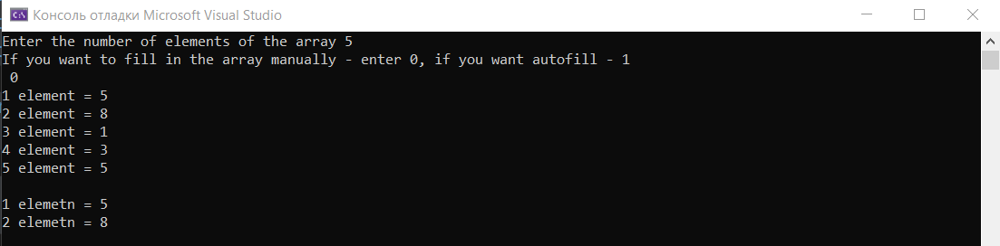 Консоль отладки Microsoft Visual Studio
Enter the number of elements of the array 5
If you want to fill in the array manually - enter 0, if you want autofill - 1
0
1 element = 5
2 element = 8
3 element = 1
4 element = 3
5 element = 5
1 elemetn = 5
2 elemetn = 8